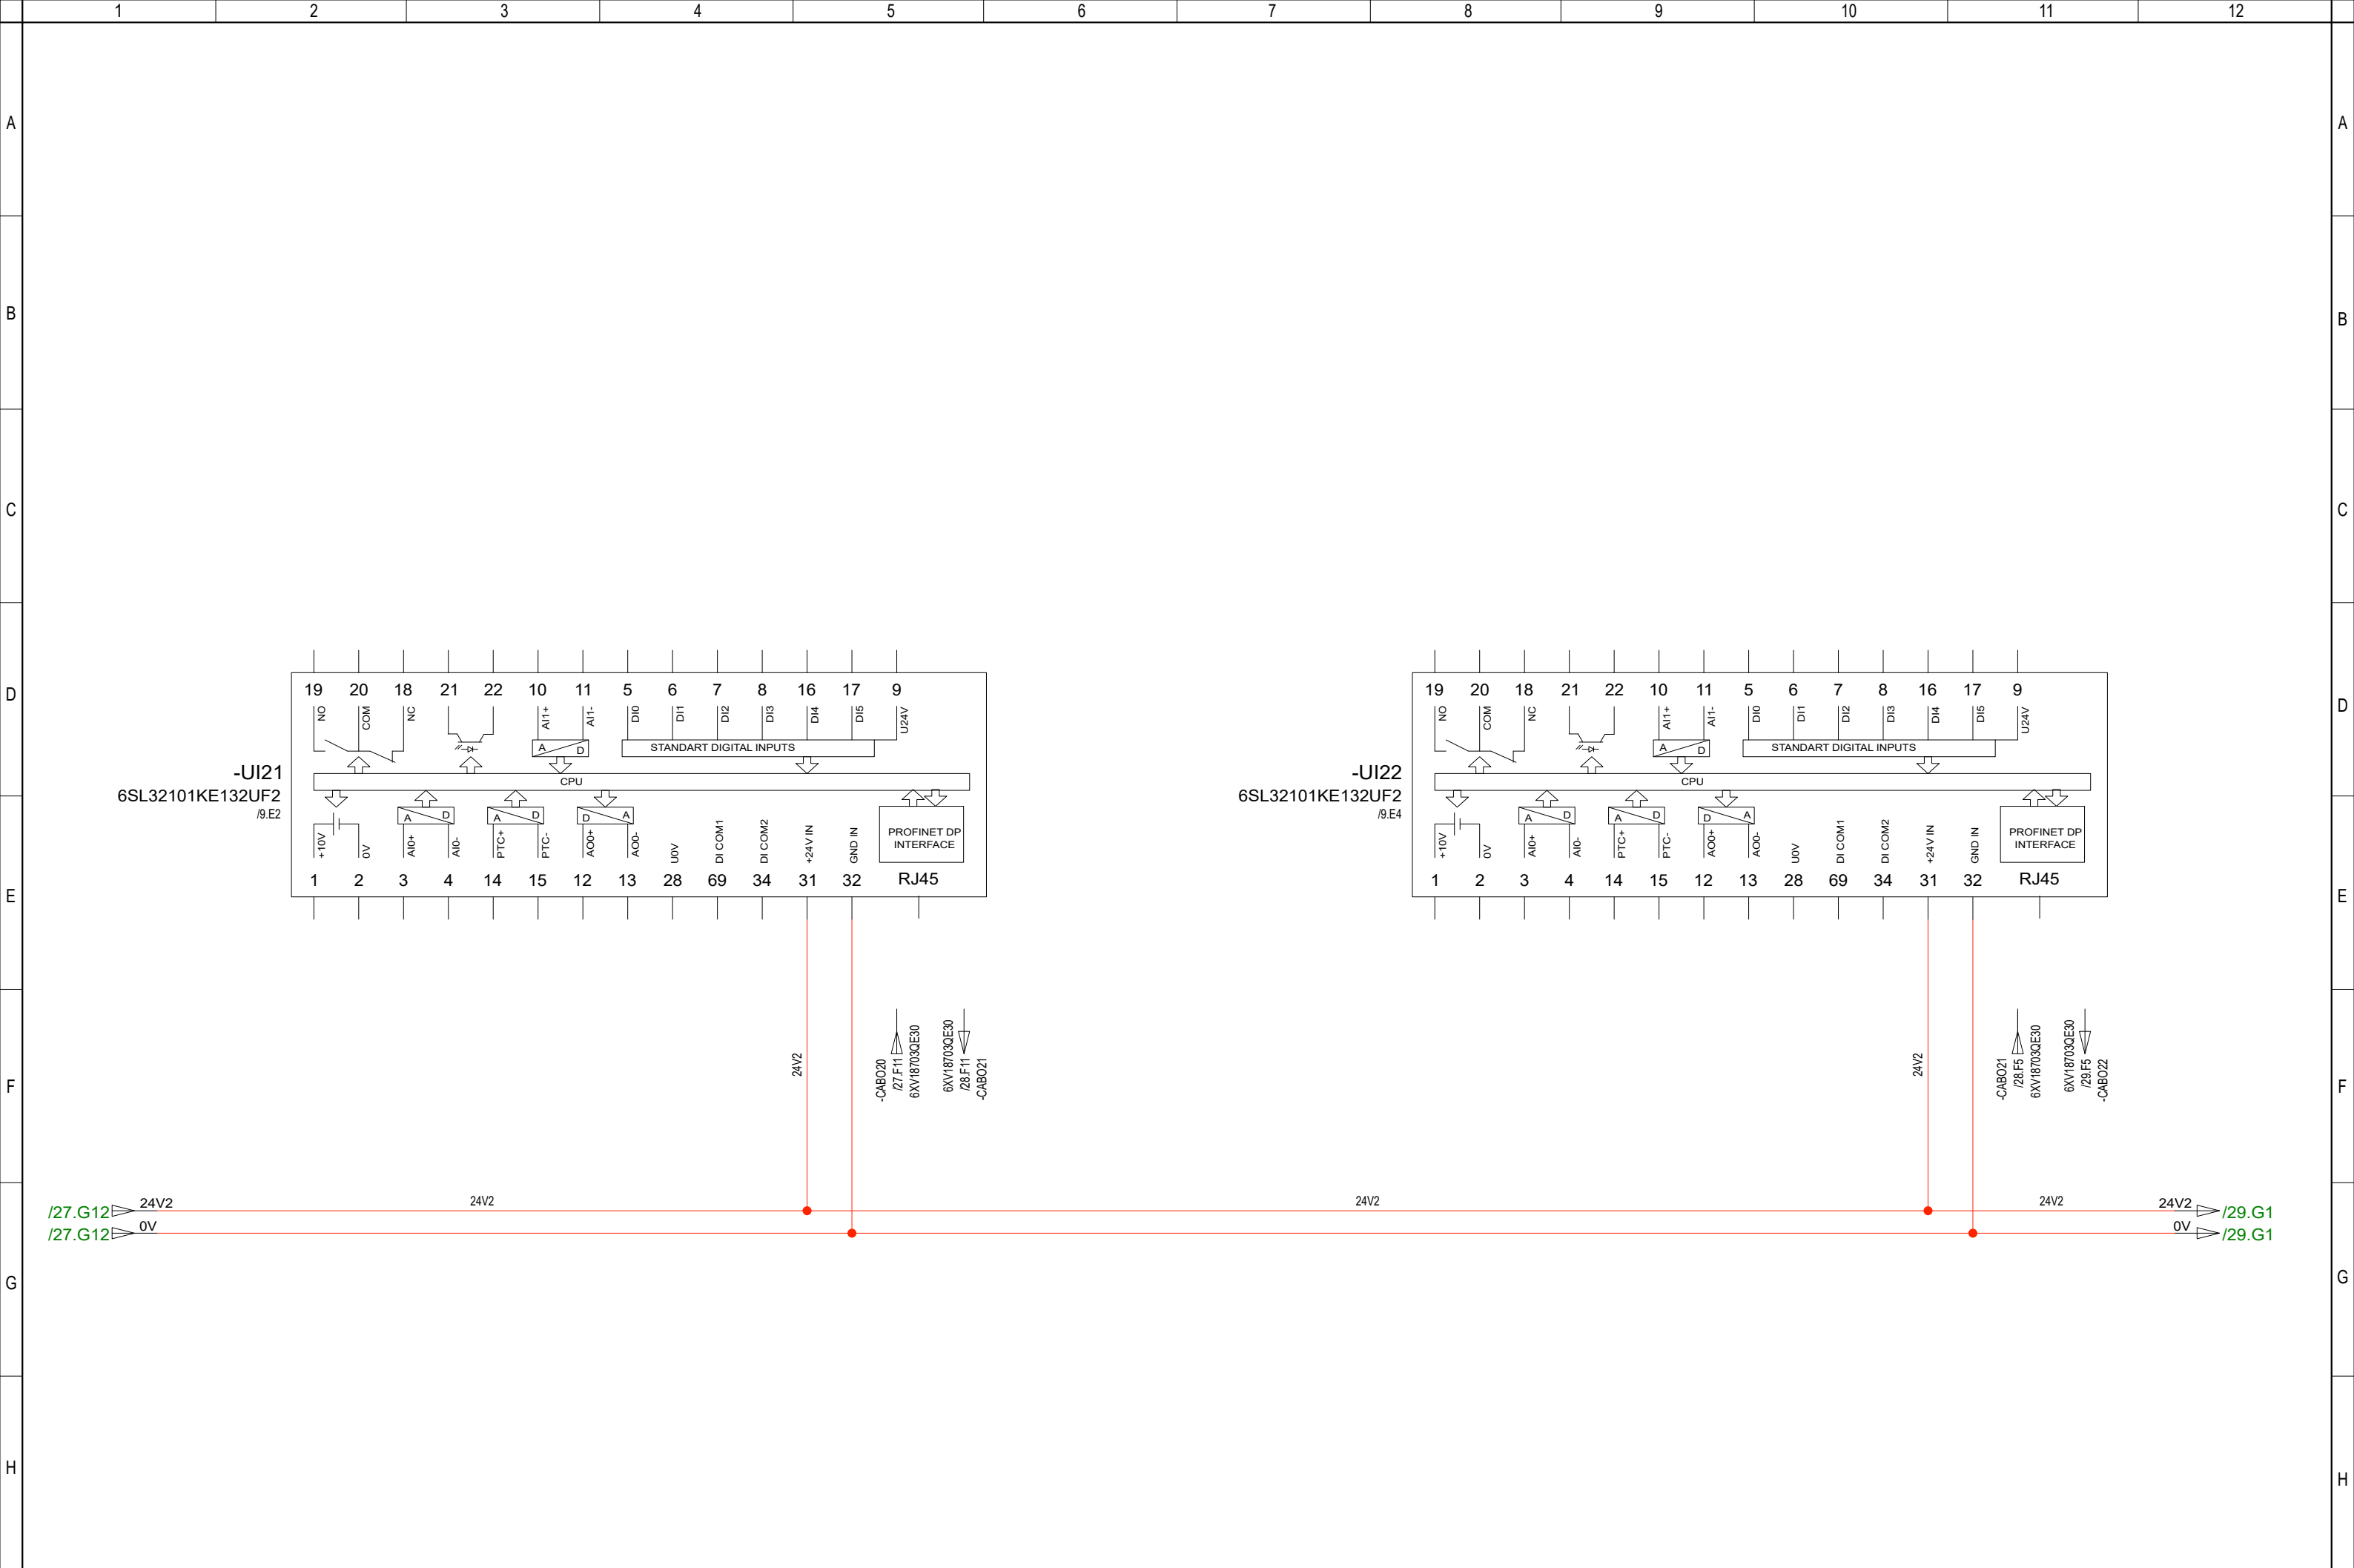 1 2 3 4 5 6 7 8 9 10 11 12
A A
B B
C C
D D
E E
F F
G G
H H
-UI21
6SL32101KE132UF2
/9.E2
19 20 18 21 22 10 11 5 6 7 8 16 17 9
NO COM NC AI1+ AI1- DI0 DI1 DI2 DI3 DI4 DI5 U24V
A D STANDART DIGITAL INPUTS
CPU
A D A D D A
+10V 0V AI0+ AI0- PTC+ PTC- AO0+ AO0- U0V DI COM1 DI COM2 +24V IN GND IN
PROFINET DP
INTERFACE
1 2 3 4 14 15 12 13 28 69 34 31 32 RJ45
24V2
-CABO20
/27.F11
6XV18703QE30
6XV18703QE30
/28.F11
-CABO21
-UI22
6SL32101KE132UF2
/9.E4
19 20 18 21 22 10 11 5 6 7 8 16 17 9
NO COM NC AI1+ AI1- DI0 DI1 DI2 DI3 DI4 DI5 U24V
A D STANDART DIGITAL INPUTS
CPU
A D A D D A
+10V 0V AI0+ AI0- PTC+ PTC- AO0+ AO0- U0V DI COM1 DI COM2 +24V IN GND IN
PROFINET DP
INTERFACE
1 2 3 4 14 15 12 13 28 69 34 31 32 RJ45
24V2
-CABO21
/28.F5
6XV18703QE30
6XV18703QE30
/29.F5
-CABO22
/27.G12 24V2 24V2 24V2 24V2 24V2 /29.G1
/27.G12 0V 0V /29.G1